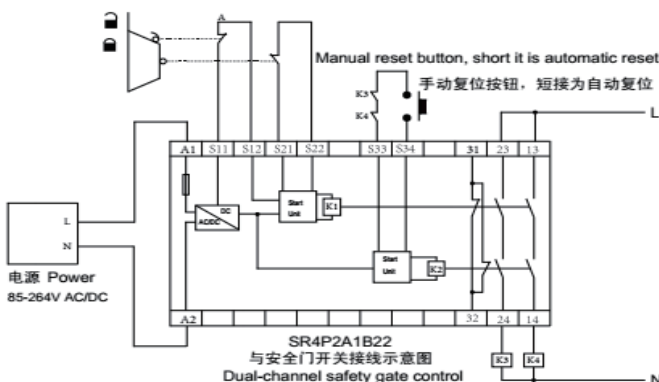 A
Manual reset button, short it is automatic reset
手动复位按钮，短接为自动复位
K3
K4
L
A1 S11 S12 S21 S22 S33 S34 31 23 13
DC
AC/DC
Start
Unit
K1
L
N
Start
Unit
K2
电源 Power
85-264V AC/DC
A2 32 24 14
SR4P2A1B22
与安全门开关接线示意图
Dual-channel safety gate control
K3 K4
N